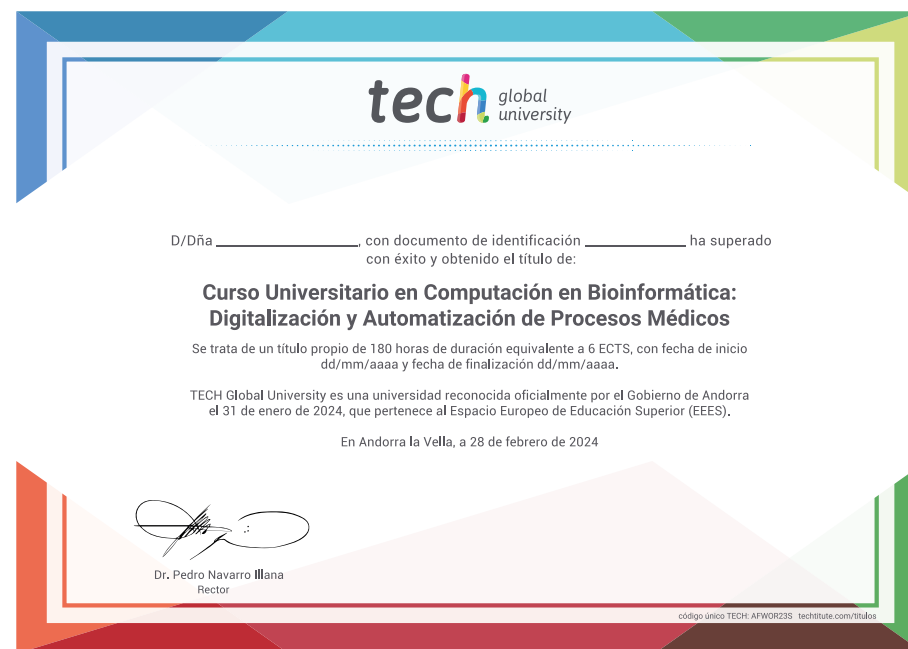 tech global
university
D/Dña ______________, con documento de identificación __________ ha superado
con éxito y obtenido el título de:
Curso Universitario en Computación en Bioinformática:
Digitalización y Automatización de Procesos Médicos
Se trata de un título propio de 180 horas de duración equivalente a 6 ECTS, con fecha de inicio
dd/mm/aaaa y fecha de finalización dd/mm/aaaa.
TECH Global University es una universidad reconocida oficialmente por el Gobierno de Andorra
el 31 de enero de 2024, que pertenece al Espacio Europeo de Educación Superior (EEES).
En Andorra la Vella, a 28 de febrero de 2024
Dr. Pedro Navarro Illana
Rector
código único TECH: AFWOR23S techtitute.com/titulos